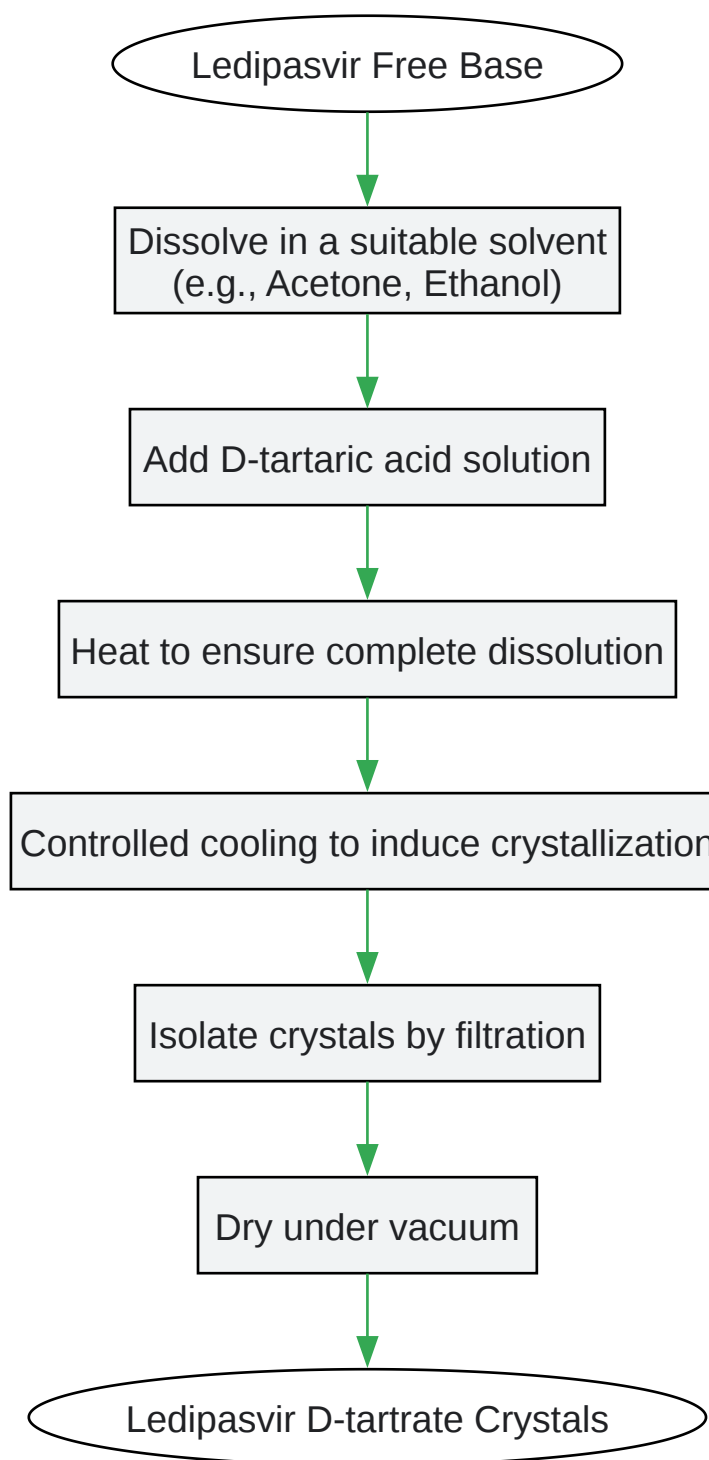 Ledipasvir Free Base
Dissolve in a suitable solvent
(e.g., Acetone, Ethanol)
Add D-tartaric acid solution
Heat to ensure complete dissolution
Controlled cooling to induce crystallization
Isolate crystals by filtration
Dry under vacuum
Ledipasvir D-tartrate Crystals